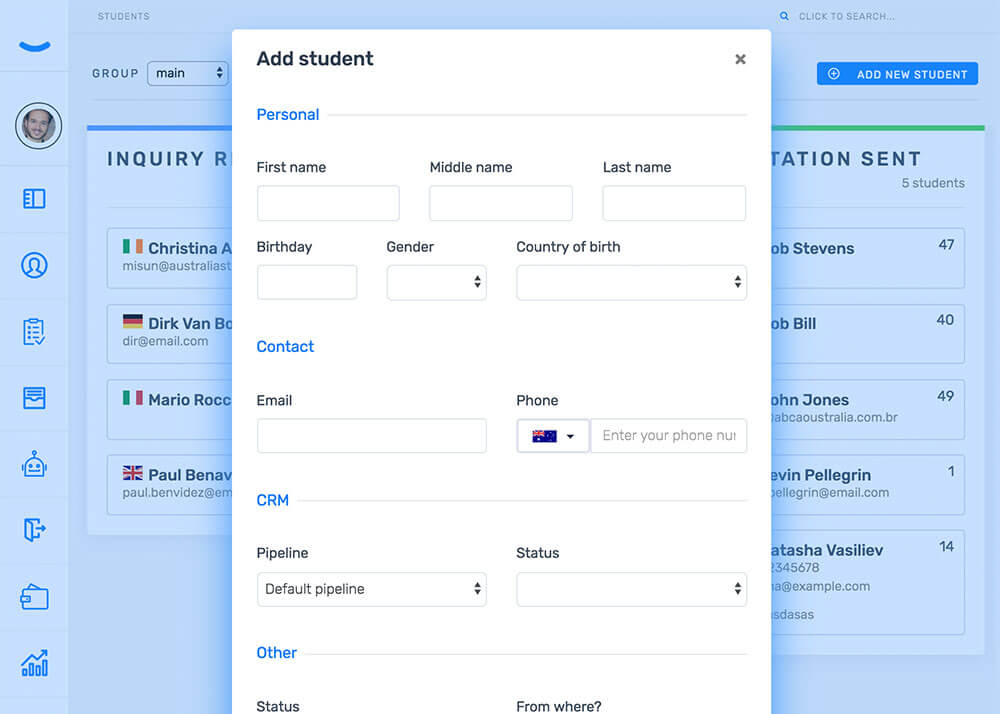 STUDENTS
CLICK TO SEARCH...
GROUP main
ADD NEW STUDENT
Add student
×
Personal
First name Middle name Last name
Birthday Gender Country of birth
Contact
Email Phone
Enter your phone nur
CRM
Pipeline Status
Default pipeline
Other
Status From where?
INQUIRY R
Christina A
misun@australiast
Dirk Van Bo
dir@email.com
Mario Rocc
Paul Benav
paul.benvidez@em
TATION SENT
5 students
ob Stevens 47
ob Bill 40
ohn Jones 49
abcaoustralia.com.br
evin Pellegrin 1
pellegrin@email.com
atasha Vasiliev 14
2345678
na@example.com
sdasas